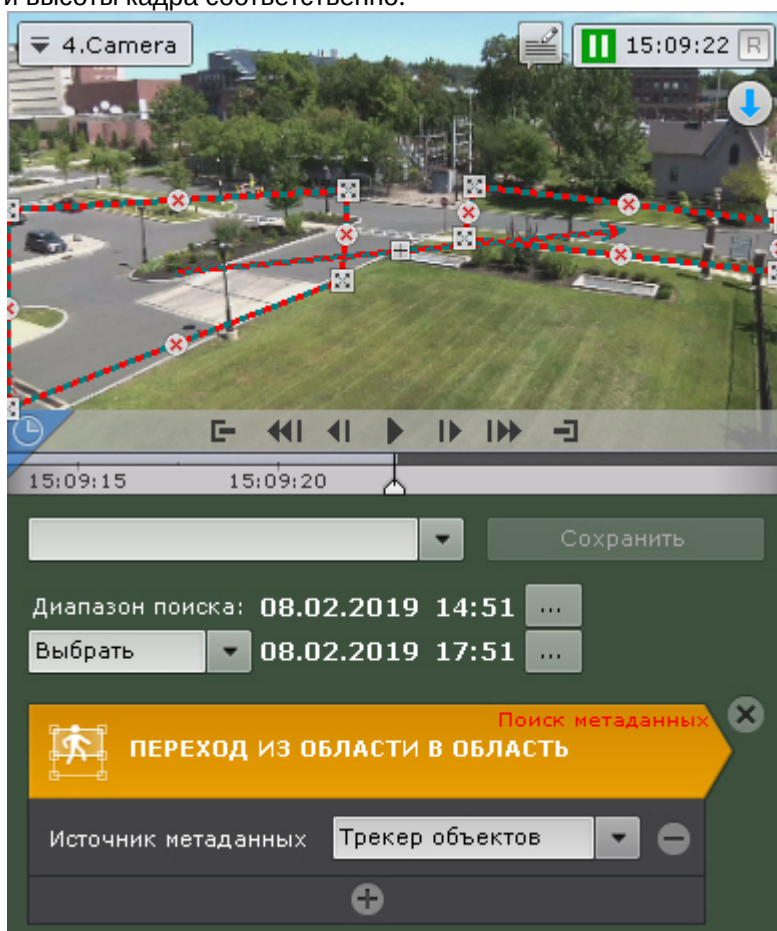 и высоты кадра соответственно.
4.Camera
15:09:22 R
15:09:15 15:09:20
Сохранить
Диапазон поиска: 08.02.2019 14:51 ...
Выбрать 08.02.2019 17:51 ...
Поиск метаданных
ПЕРЕХОД ИЗ ОБЛАСТИ В ОБЛАСТЬ
Источник метаданных Трекер объектов